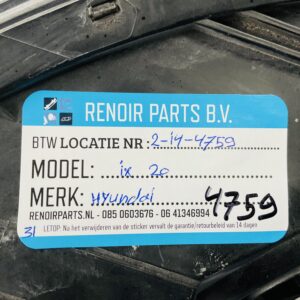 RENOIR PARTS B.V.
BTW LOCATIE NR : 2-14-4759
MODEL: ... ix. 20
MERK: Hyundai 4759
RENOIRPARTS.NL - 085 0603676 - 06 41346994
31 LETOP: Nu het verwijderen van de sticker vervalt de garantie/retourbeleid van 14 dagen